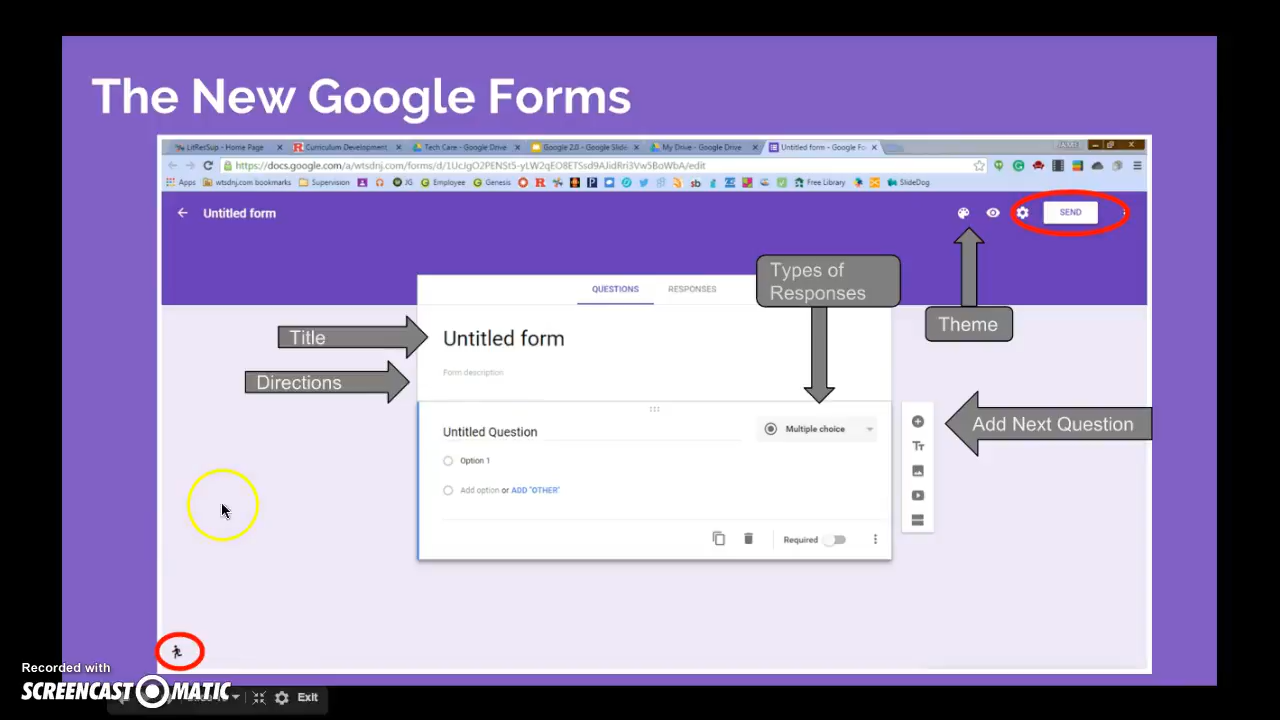 The New Google Forms
LitResSup - Home Page
Curriculum Development
Tech Care - Google Drive
Google 2.0 - Google Slide
My Drive - Google Drive
Untitled form - Google Fo
https://docs.google.com/a/wtsdnj.com/forms/d/1UcJgO2PENSt5-yLW2qEO8ETSsd9AJidRri3Vw5BoWbA/edit
Apps wtsdnj.com bookmarks Supervision JG Employee Genesis Free Library SlideDog
Untitled form
SEND
Types of
Responses
QUESTIONS RESPONSES
Theme
Title
Untitled form
Directions
Form description
Add Next Question
Untitled Question
Multiple choice
Option 1
Add option or ADD "OTHER"
Required
Recorded with
SCREENCAST-O-MATIC
Exit